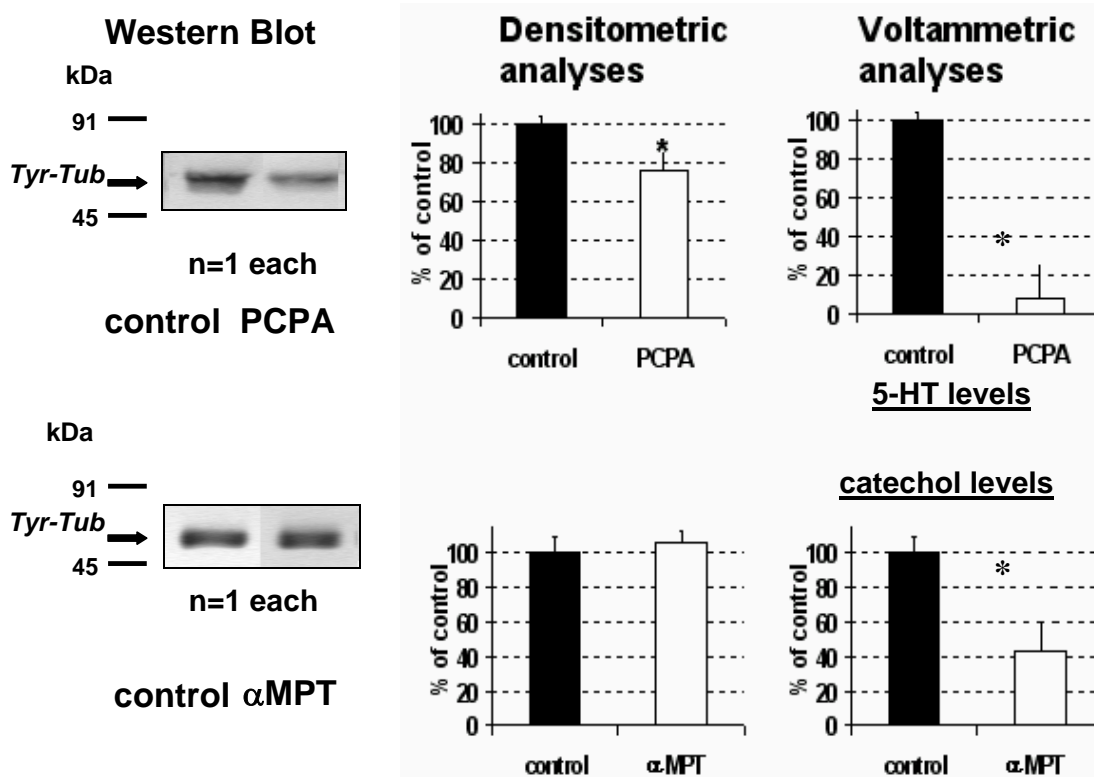 Western Blot
kDa
91
Tyr-Tub
45
n=1 each
control PCPA
Densitometric
analyses
% of control
100
80
60
40
20
0
*
control PCPA
Voltammetric
analyses
% of control
100
80
60
40
20
0
*
control PCPA
5-HT levels
kDa
91
Tyr-Tub
45
n=1 each
control αMPT
% of control
100
80
60
40
20
0
control α-MPT
catechol levels
% of control
100
80
60
40
20
0
*
control α-MPT